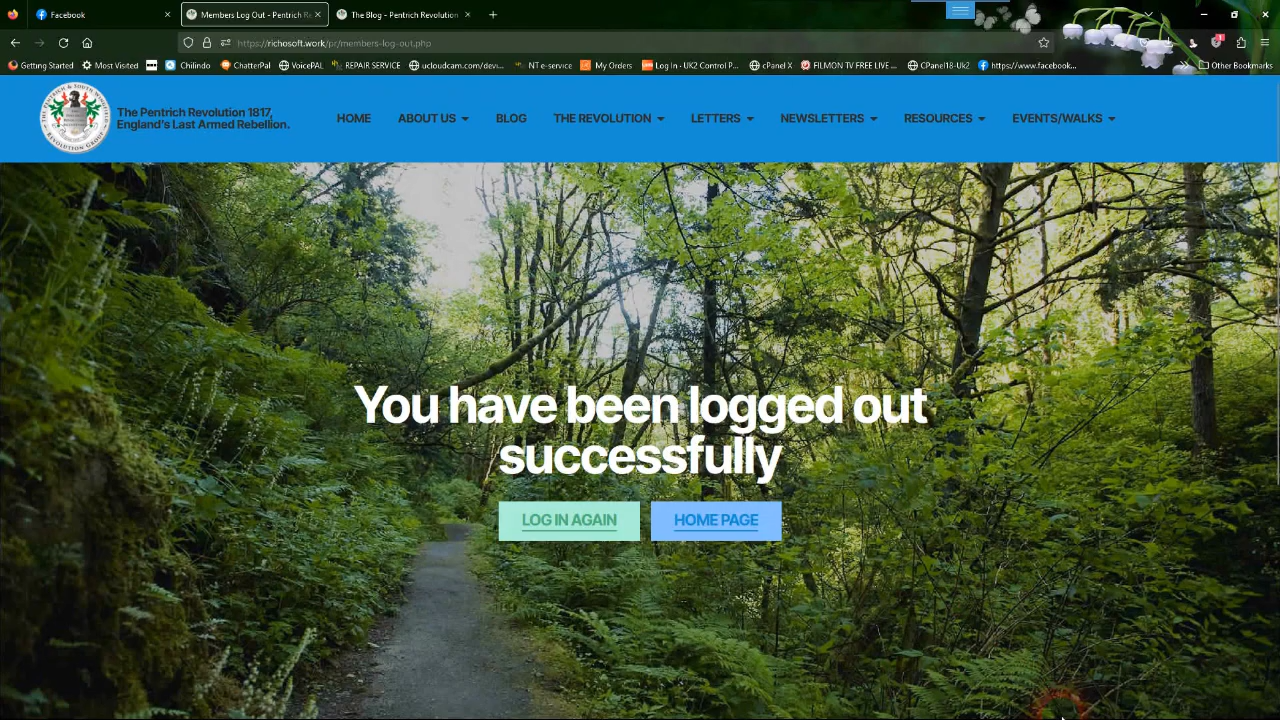 Facebook
Members Log Out - Pentrich Re
The Blog - Pentrich Revolution
https://richosoft.work/pr/members-log-out.php
Getting Started
Most Visited
Chilindo
ChatterPal
VoicePAL
REPAIR SERVICE
ucloudcam.com/devi...
NT e-service
My Orders
Log In - UK2 Control P...
cPanel X
FILMON TV FREE LIVE ...
CPanel18-Uk2
https://www.facebook...
Other Bookmarks
The Pentrich Revolution 1817,
England's Last Armed Rebellion.
HOME
ABOUT US
BLOG
THE REVOLUTION
LETTERS
NEWSLETTERS
RESOURCES
EVENTS/WALKS
You have been logged out
successfully
LOG IN AGAIN
HOME PAGE